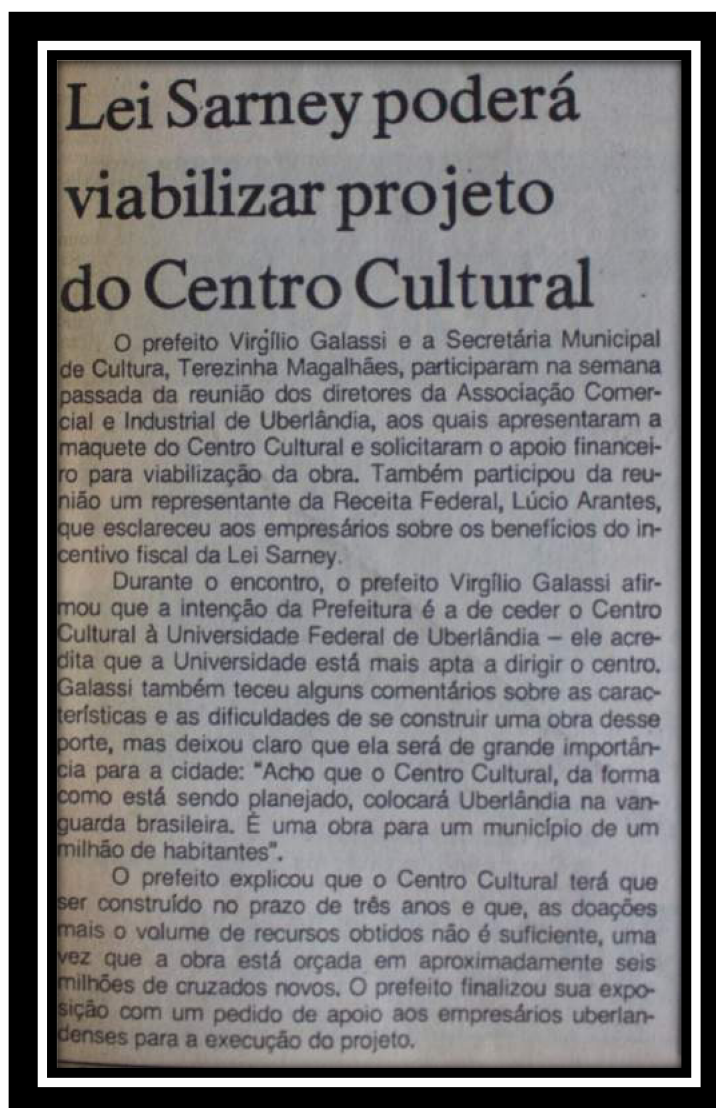 Lei Sarney poderá
viabilizar projeto
do Centro Cultural
O prefeito Virgílio Galassi e a Secretária Municipal
de Cultura, Terezinha Magalhães, participaram na semana
passada da reunião dos diretores da Associação Comer-
cial e Industrial de Uberlândia, aos quais apresentaram a
maquete do Centro Cultural e solicitaram o apoio financei-
ro para viabilização da obra. Também participou da reu-
nião um representante da Receita Federal, Lúcio Arantes,
que esclareceu aos empresários sobre os benefícios do in-
centivo fiscal da Lei Sarney.
Durante o encontro, o prefeito Virgílio Galassi afir-
mou que a intenção da Prefeitura é a de ceder o Centro
Cultural à Universidade Federal de Uberlândia – ele acre-
dita que a Universidade está mais apta a dirigir o centro.
Galassi também teceu alguns comentários sobre as carac-
terísticas e as dificuldades de se construir uma obra desse
porte, mas deixou claro que ela será de grande importân-
cia para a cidade: "Acho que o Centro Cultural, da forma
como está sendo planejado, colocará Uberlândia na van-
guarda brasileira. É uma obra para um município de um
milhão de habitantes".
O prefeito explicou que o Centro Cultural terá que
ser construído no prazo de três anos e que, as doações
mais o volume de recursos obtidos não é suficiente, uma
vez que a obra está orçada em aproximadamente seis
milhões de cruzados novos. O prefeito finalizou sua expo-
sição com um pedido de apoio aos empresários uberlan-
denses para a execução do projeto.